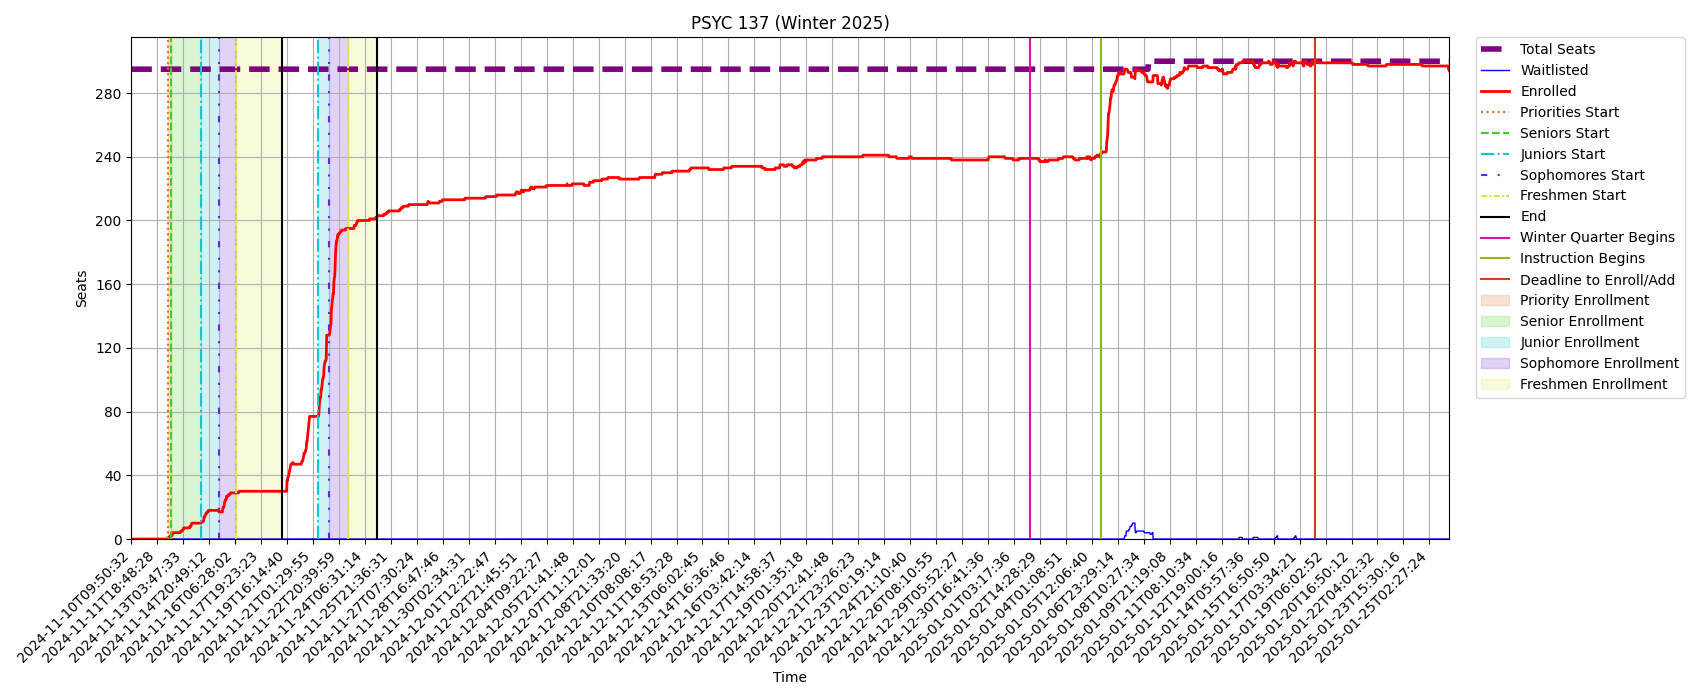 PSYC 137 (Winter 2025)
Seats
280
240
200
160
120
80
40
0
2024-11-10T09:50:32
2024-11-11T18:48:28
2024-11-13T03:47:33
2024-11-14T20:49:12
2024-11-16T06:28:02
2024-11-17T19:23:23
2024-11-19T16:14:40
2024-11-21T01:29:55
2024-11-22T20:39:59
2024-11-24T06:31:14
2024-11-25T21:36:31
2024-11-27T07:30:24
2024-11-28T16:47:46
2024-11-30T02:34:31
2024-12-01T12:22:47
2024-12-02T21:45:51
2024-12-04T09:22:27
2024-12-05T21:41:48
2024-12-07T11:12:01
2024-12-08T21:33:20
2024-12-10T08:08:17
2024-12-11T18:53:28
2024-12-13T06:02:45
2024-12-14T16:36:46
2024-12-16T03:42:14
2024-12-17T14:58:37
2024-12-19T01:35:18
2024-12-20T12:41:48
2024-12-21T23:26:23
2024-12-23T10:19:14
2024-12-24T21:10:40
2024-12-26T08:10:55
2024-12-29T05:52:27
2024-12-30T16:41:36
2025-01-01T03:17:36
2025-01-02T14:28:29
2025-01-04T01:08:51
2025-01-05T12:06:40
2025-01-06T23:29:14
2025-01-08T10:27:34
2025-01-09T21:19:08
2025-01-11T08:10:34
2025-01-12T19:00:16
2025-01-14T05:57:36
2025-01-15T16:50:50
2025-01-17T03:34:21
2025-01-19T06:02:52
2025-01-20T16:50:12
2025-01-22T04:02:32
2025-01-23T15:30:16
2025-01-25T02:27:24
Time
Total Seats
Waitlisted
Enrolled
Priorities Start
Seniors Start
Juniors Start
Sophomores Start
Freshmen Start
End
Winter Quarter Begins
Instruction Begins
Deadline to Enroll/Add
Priority Enrollment
Senior Enrollment
Junior Enrollment
Sophomore Enrollment
Freshmen Enrollment